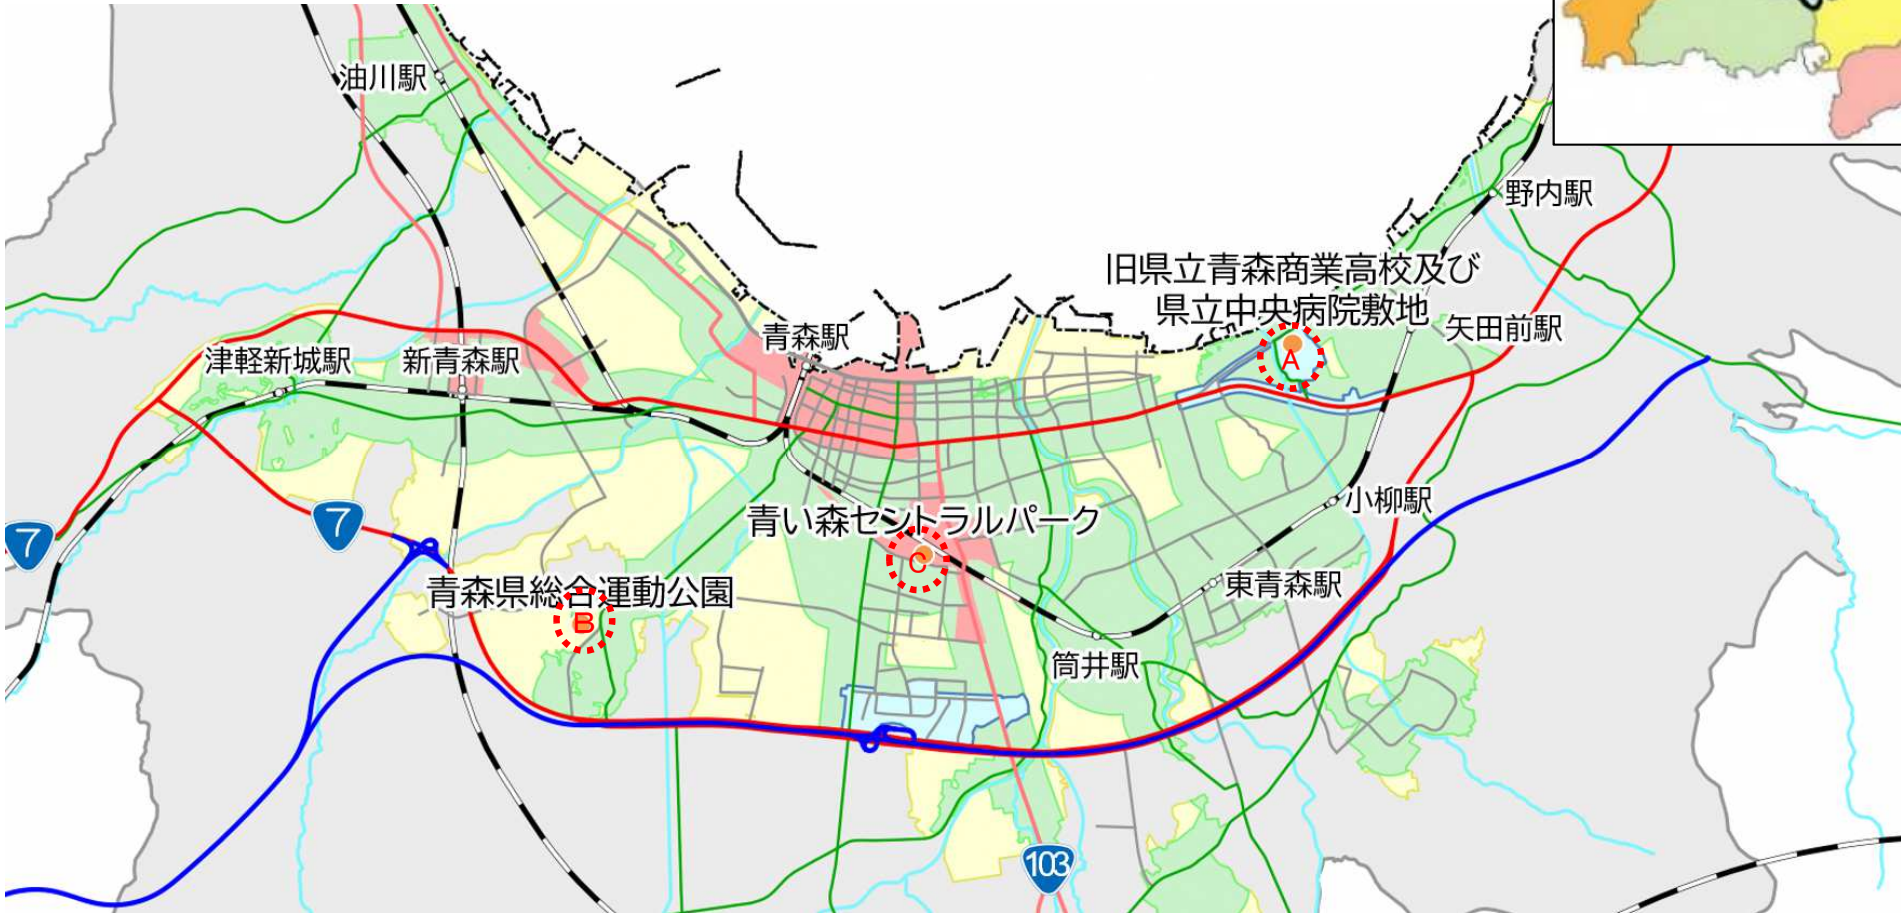 油川駅
野内駅
旧県立青森商業高校及び
県立中央病院敷地
矢田前駅
青森駅
津軽新城駅
新青森駅
A
小柳駅
青い森セントラルパーク
7
7
C
東青森駅
青森県総合運動公園
B
筒井駅
103